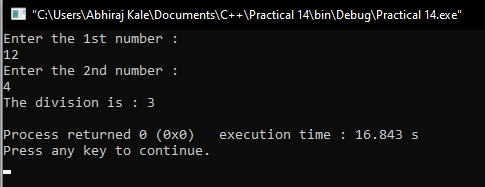 "C:\Users\Abhiraj Kale\Documents\C++\Practical 14\bin\Debug\Practical 14.exe"
Enter the 1st number :
12
Enter the 2nd number :
4
The division is : 3
Process returned 0 (0x0)   execution time : 16.843 s
Press any key to continue.